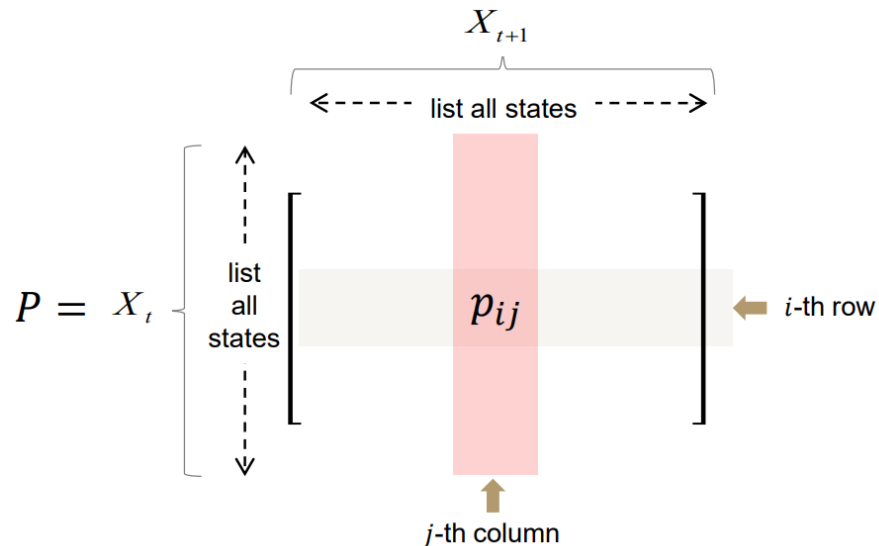 X_{t+1}
list all states
list
all
states
P = X_t
p_{ij}
i-th row
j-th column